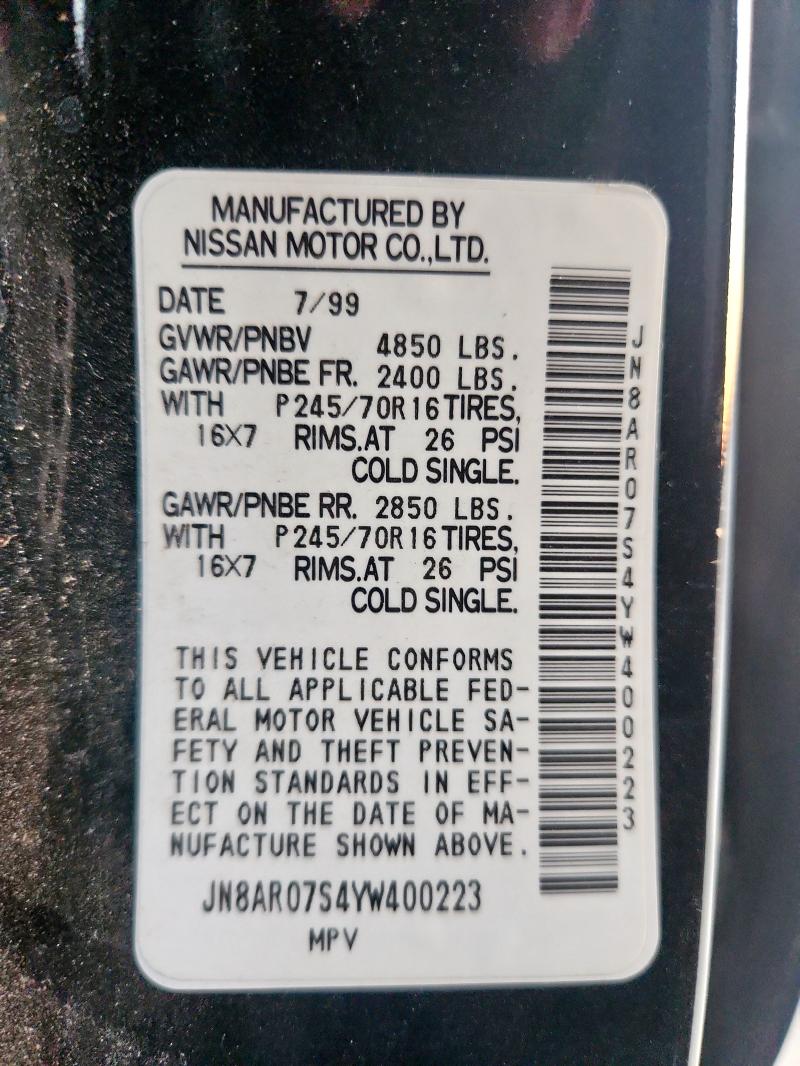 MANUFACTURED BY
NISSAN MOTOR CO.,LTD.
DATE 7/99
GVWR/PNBV 4850 LBS.
GAWR/PNBE FR. 2400 LBS.
WITH P245/70R16 TIRES,
16X7 RIMS.AT 26 PSI
COLD SINGLE.
GAWR/PNBE RR. 2850 LBS.
WITH P245/70R16 TIRES,
16X7 RIMS.AT 26 PSI
COLD SINGLE.
THIS VEHICLE CONFORMS
TO ALL APPLICABLE FED-
ERAL MOTOR VEHICLE SA-
FETY AND THEFT PREVEN-
TION STANDARDS IN EFF-
ECT ON THE DATE OF MA-
NUFACTURE SHOWN ABOVE.
JN8AR07S4YW400223
MPV
JN8AR07S4YW400223